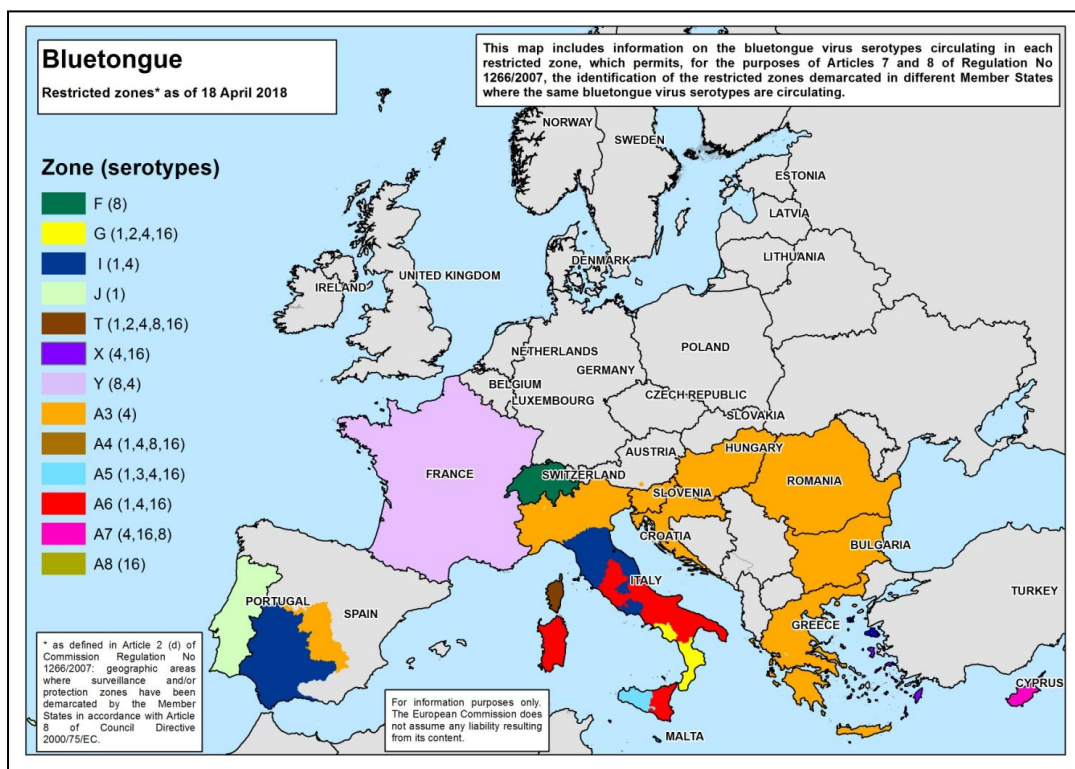 Bluetongue
Restricted zones* as of 18 April 2018
This map includes information on the bluetongue virus serotypes circulating in each
restricted zone, which permits, for the purposes of Articles 7 and 8 of Regulation No
1266/2007, the identification of the restricted zones demarcated in different Member States
where the same bluetongue virus serotypes are circulating.
Zone (serotypes)
F (8)
G (1,2,4,16)
I (1,4)
J (1)
T (1,2,4,8,16)
X (4,16)
Y (8,4)
A3 (4)
A4 (1,4,8,16)
A5 (1,3,4,16)
A6 (1,4,16)
A7 (4,16,8)
A8 (16)
NORWAY
SWEDEN
ESTONIA
LATVIA
LITHUANIA
DENMARK
UNITED KINGDOM
IRELAND
NETHERLANDS
GERMANY
POLAND
BELGIUM
LUXEMBOURG
CZECH REPUBLIC
SLOVAKIA
AUSTRIA
HUNGARY
FRANCE
SWITZERLAND
SLOVENIA
ROMANIA
CROATIA
BULGARIA
ITALY
PORTUGAL
SPAIN
TURKEY
GREECE
CYPRUS
MALTA
* as defined in Article 2 (d) of
Commission Regulation No
1266/2007: geographic areas
where surveillance and/or
protection zones have been
demarcated by the Member
States in accordance with Article
8 of Council Directive
2000/75/EC.
For information purposes only.
The European Commission does
not assume any liability resulting
from its content.